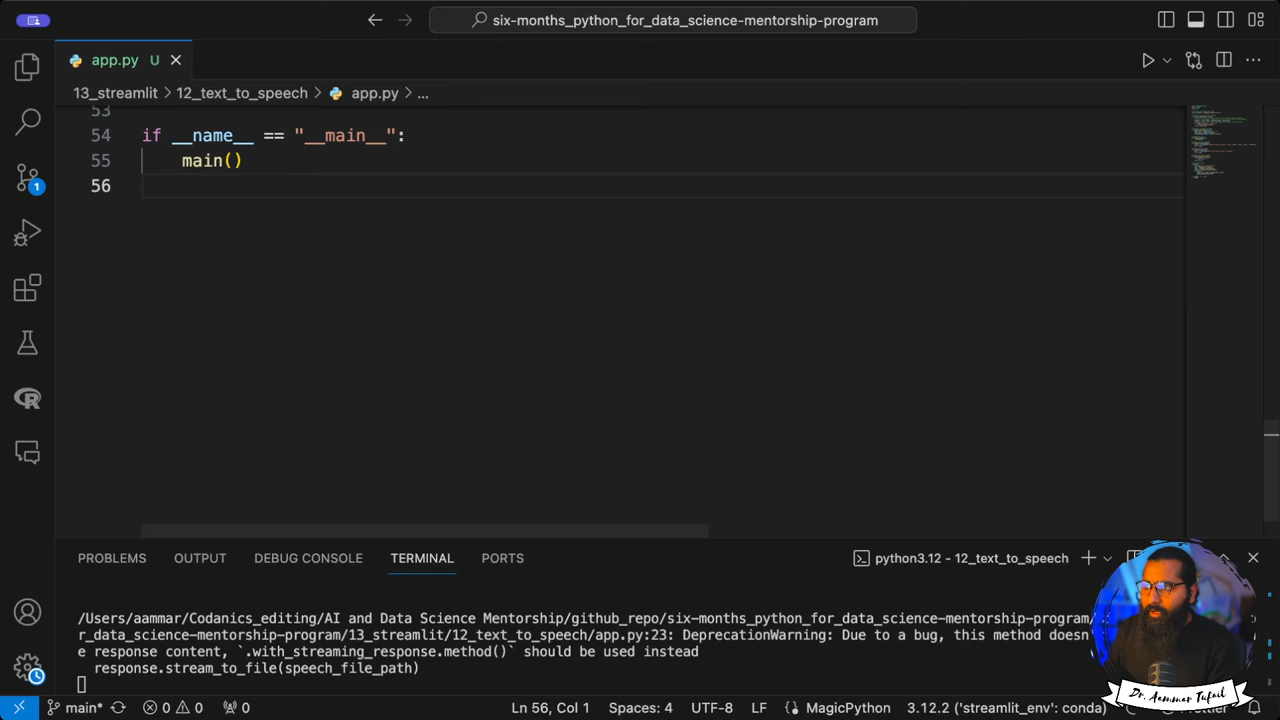 six-months_python_for_data_science-mentorship-program
app.py U
13_streamlit > 12_text_to_speech > app.py > ...
53
54 if __name__ == "__main__":
55 main()
56
1
PROBLEMS OUTPUT DEBUG CONSOLE TERMINAL PORTS
python3.12 - 12_text_to_speech
/Users/aammar/Codanics_editing/AI and Data Science Mentorship/github_repo/six-months_python_for_data_science-mentorship-program/
r_data_science-mentorship-program/13_streamlit/12_text_to_speech/app.py:23: DeprecationWarning: Due to a bug, this method doesn
e response content, `.with_streaming_response.method()` should be used instead
response.stream_to_file(speech_file_path)
Dr. Aammar Tufail
main* 0 0 0 Ln 56, Col 1 Spaces: 4 UTF-8 LF MagicPython 3.12.2 ('streamlit_env': conda)